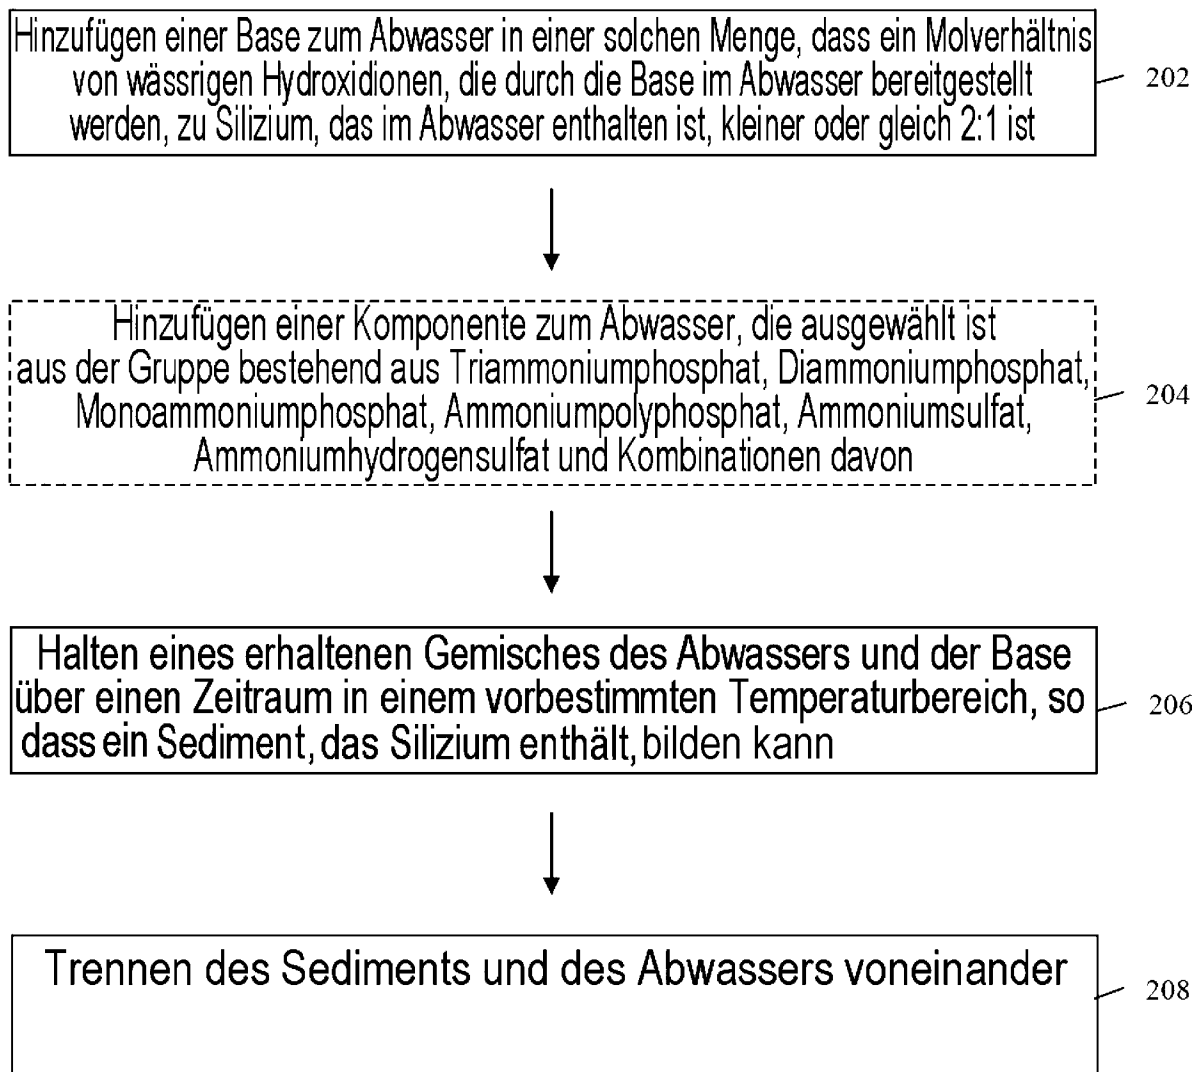 Hinzufügen einer Base zum Abwasser in einer solchen Menge, dass ein Molverhältnis
von wässrigen Hydroxidionen, die durch die Base im Abwasser bereitgestellt
werden, zu Silizium, das im Abwasser enthalten ist, kleiner oder gleich 2:1 ist
202
Hinzufügen einer Komponente zum Abwasser, die ausgewählt ist
aus der Gruppe bestehend aus Triammoniumphosphat, Diammoniumphosphat,
Monoammoniumphosphat, Ammoniumpolyphosphat, Ammoniumsulfat,
Ammoniumhydrogensulfat und Kombinationen davon
204
Halten eines erhaltenen Gemisches des Abwassers und der Base
über einen Zeitraum in einem vorbestimmten Temperaturbereich, so
dass ein Sediment, das Silizium enthält, bilden kann
206
Trennen des Sediments und des Abwassers voneinander
208